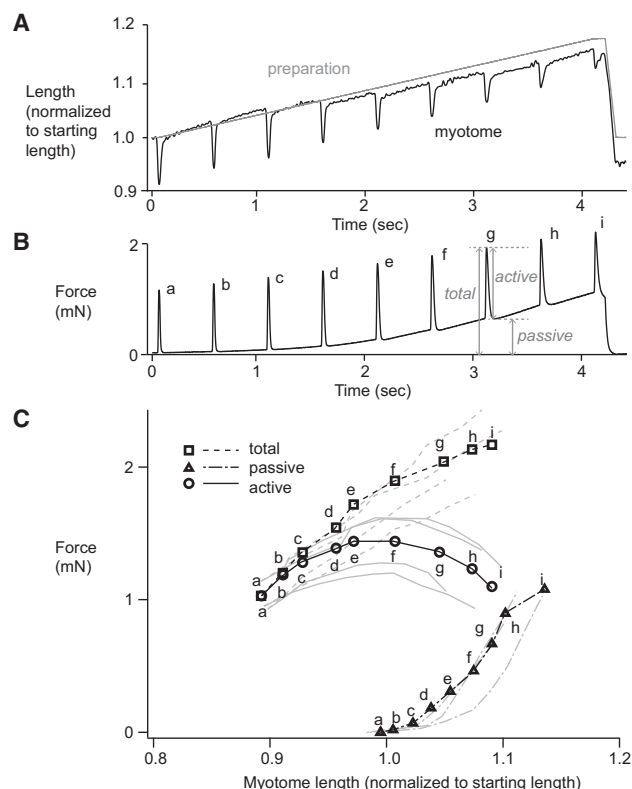 A
1.2
1.1
1.0
0.9
Length
(normalized
to starting
length)
preparation
myotome
0
1
2
3
4
Time (sec)
B
2
1
0
Force
(mN)
a
b
c
d
e
f
g
h
i
total
active
passive
0
1
2
3
4
Time (sec)
C
total
passive
active
2
1
0
Force
(mN)
a
b
c
d
e
f
g
h
i
a
b
c
d
e
f
g
h
i
a
b
c
d
e
f
g
h
i
0.8
0.9
1.0
1.1
1.2
Myotome length (normalized to starting length)